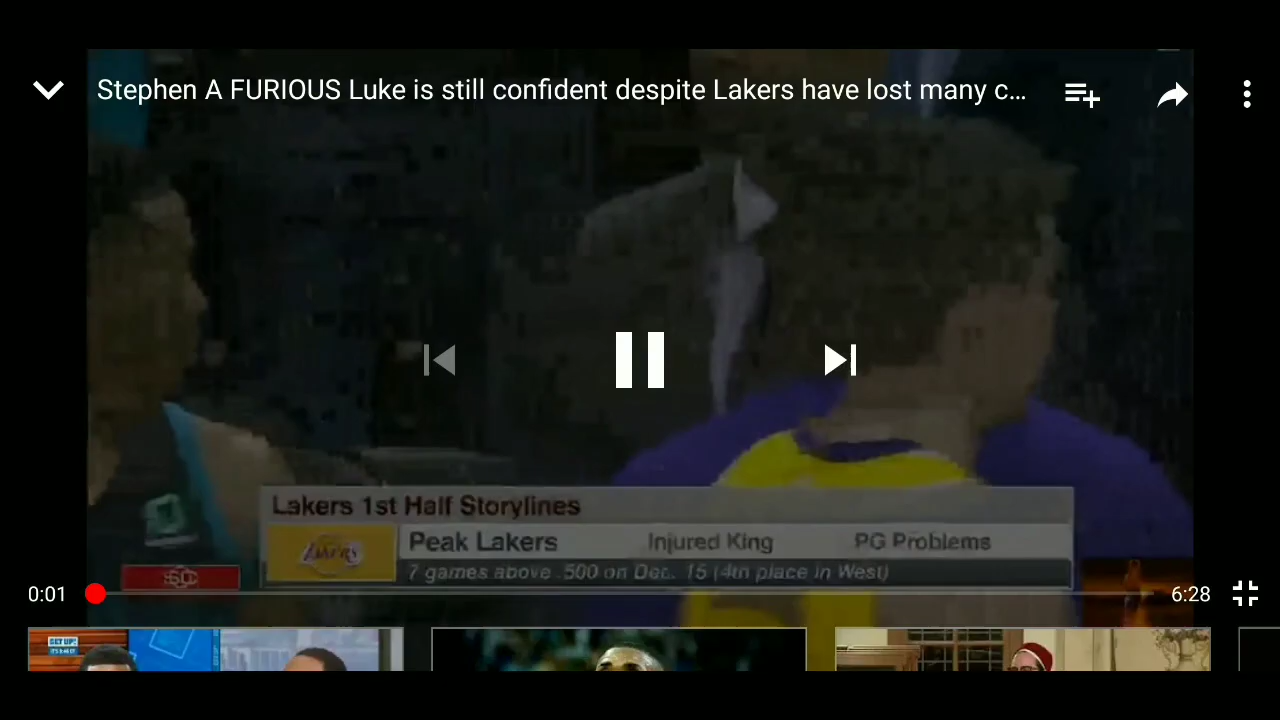 Stephen A FURIOUS Luke is still confident despite Lakers have lost many c...
Lakers 1st Half Storylines
LAKERS
Peak Lakers Injured King PG Problems
7 games above .500 on Dec. 15 (4th place in West)
SC
0:01
6:28
GET UP!